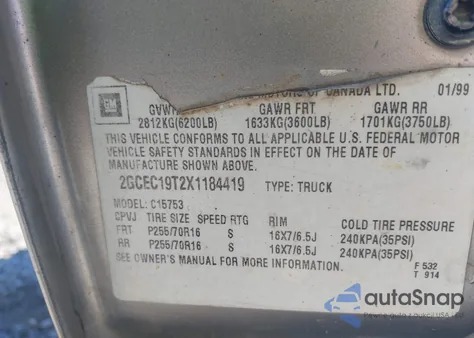 GM MOTORS OF CANADA LTD. 01/99
GAWR FRT GAWR RR
2812KG(6200LB) 1633KG(3600LB) 1701KG(3750LB)
THIS VEHICLE CONFORMS TO ALL APPLICABLE U.S. FEDERAL MOTOR
VEHICLE SAFETY STANDARDS IN EFFECT ON THE DATE OF
MANUFACTURE SHOWN ABOVE.
2GCEC19T2X1184419 TYPE: TRUCK
MODEL: C15753
CPVJ TIRE SIZE SPEED RTG RIM COLD TIRE PRESSURE
FRT P255/70R16 S 16X7/6.5J 240KPA(35PSI)
RR P255/70R16 S 16X7/6.5J 240KPA(35PSI)
SEE OWNER'S MANUAL FOR MORE INFORMATION.
F 532
T 914
autoSnap